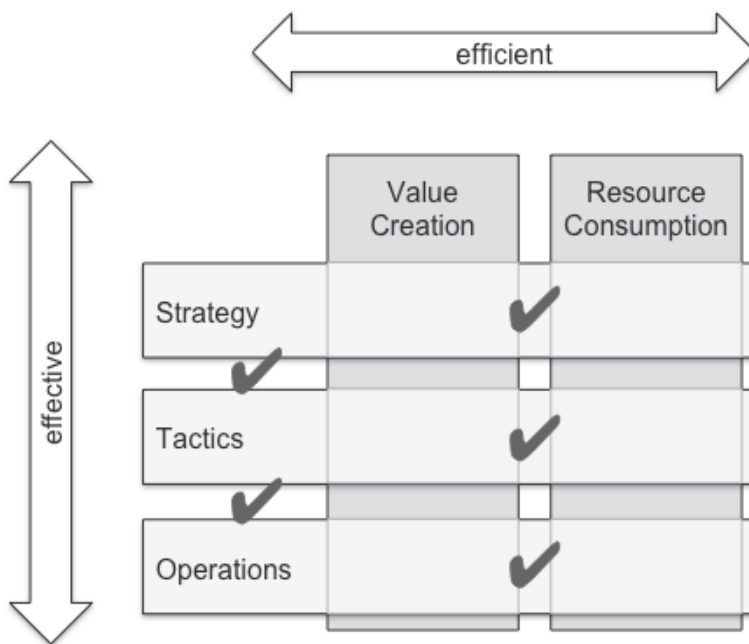 efficient
effective
Value
Creation
Resource
Consumption
Strategy
Tactics
Operations